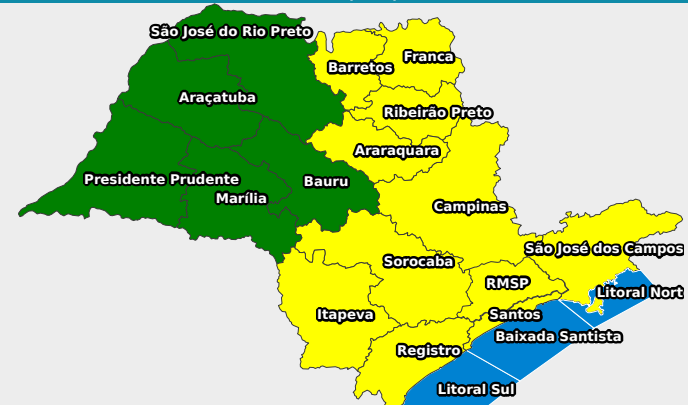 São José do Rio Preto
Franca
Barretos
Araçatuba
Ribeirão Preto
Araraquara
Presidente Prudente
Bauru
Marília
Campinas
São José dos Campos
Sorocaba
RMSP
Litoral Nort
Itapeva
Santos
Baixada Santista
Registro
Litoral Sul